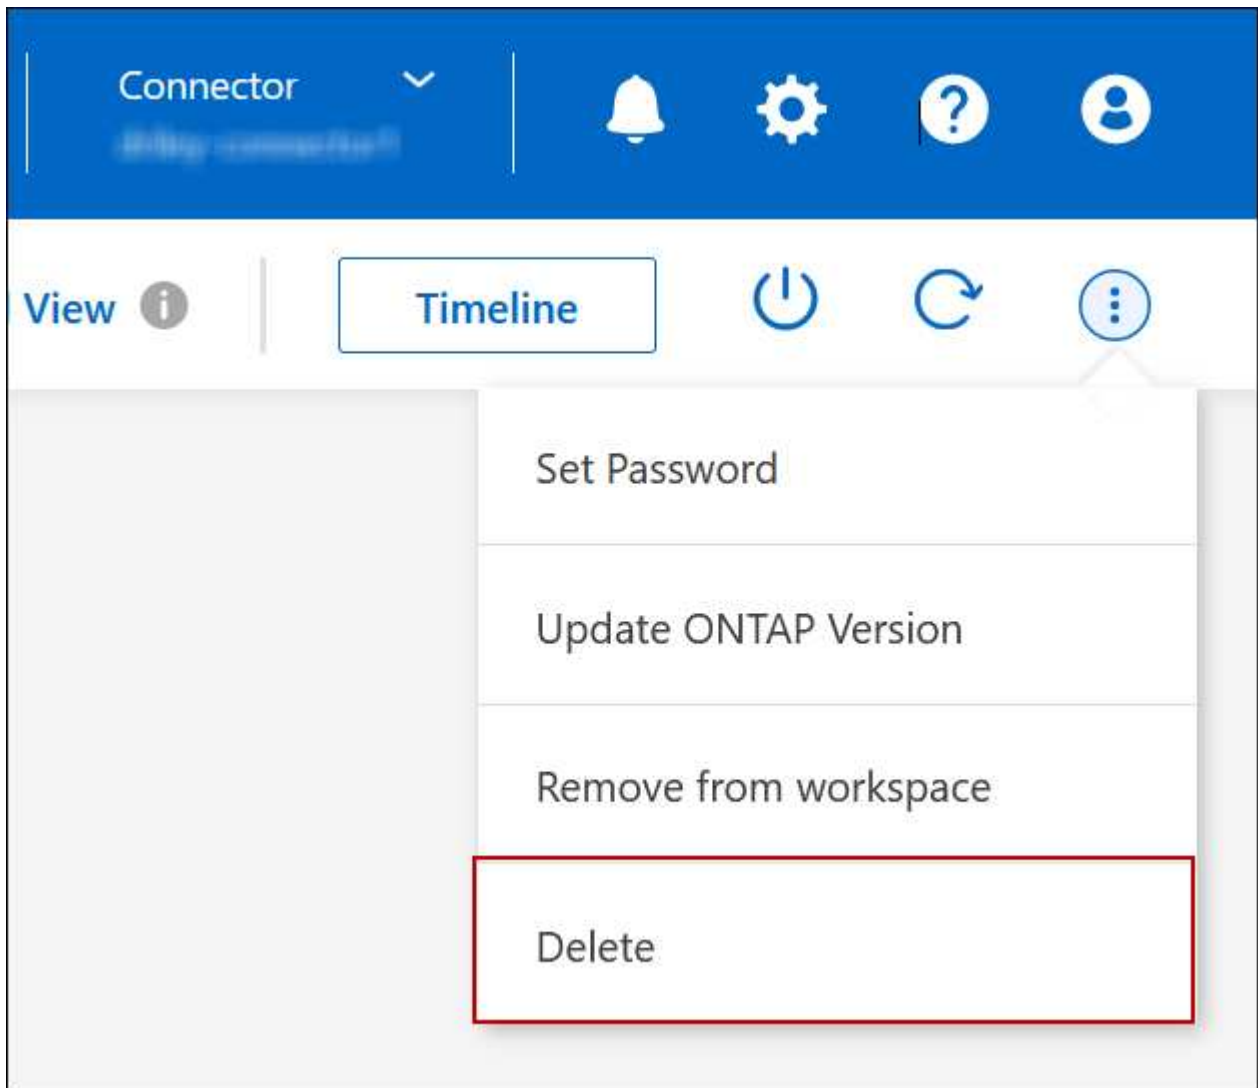 Connector
View
Timeline
Set Password
Update ONTAP Version
Remove from workspace
Delete